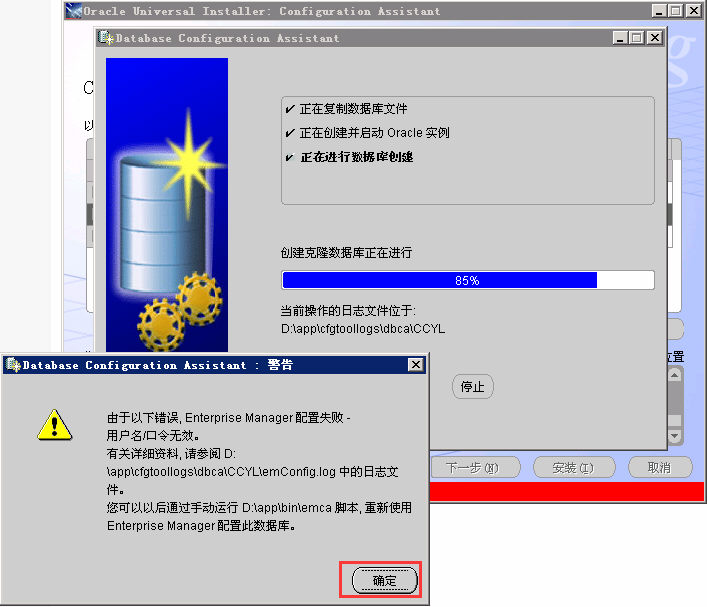 Oracle Universal Installer: Configuration Assistant
Database Configuration Assistant
g
C
以
✔ 正在复制数据库文件
✔ 正在创建并启动 Oracle 实例
✔ 正在进行数据库创建
创建克隆数据库正在进行
85%
当前操作的日志文件位于:
D:\app\cfgtoollogs\dbca\CCYL
位置
停止
Database Configuration Assistant : 警告
由于以下错误, Enterprise Manager 配置失败 -
用户名/口令无效。
有关详细资料, 请参阅 D:
\app\cfgtoollogs\dbca\CCYL\emConfig.log 中的日志文
件。
您可以以后通过手动运行 D:\app\bin\emca 脚本, 重新使用
Enterprise Manager 配置此数据库。
确定
下一步(N)
安装(I)
取消